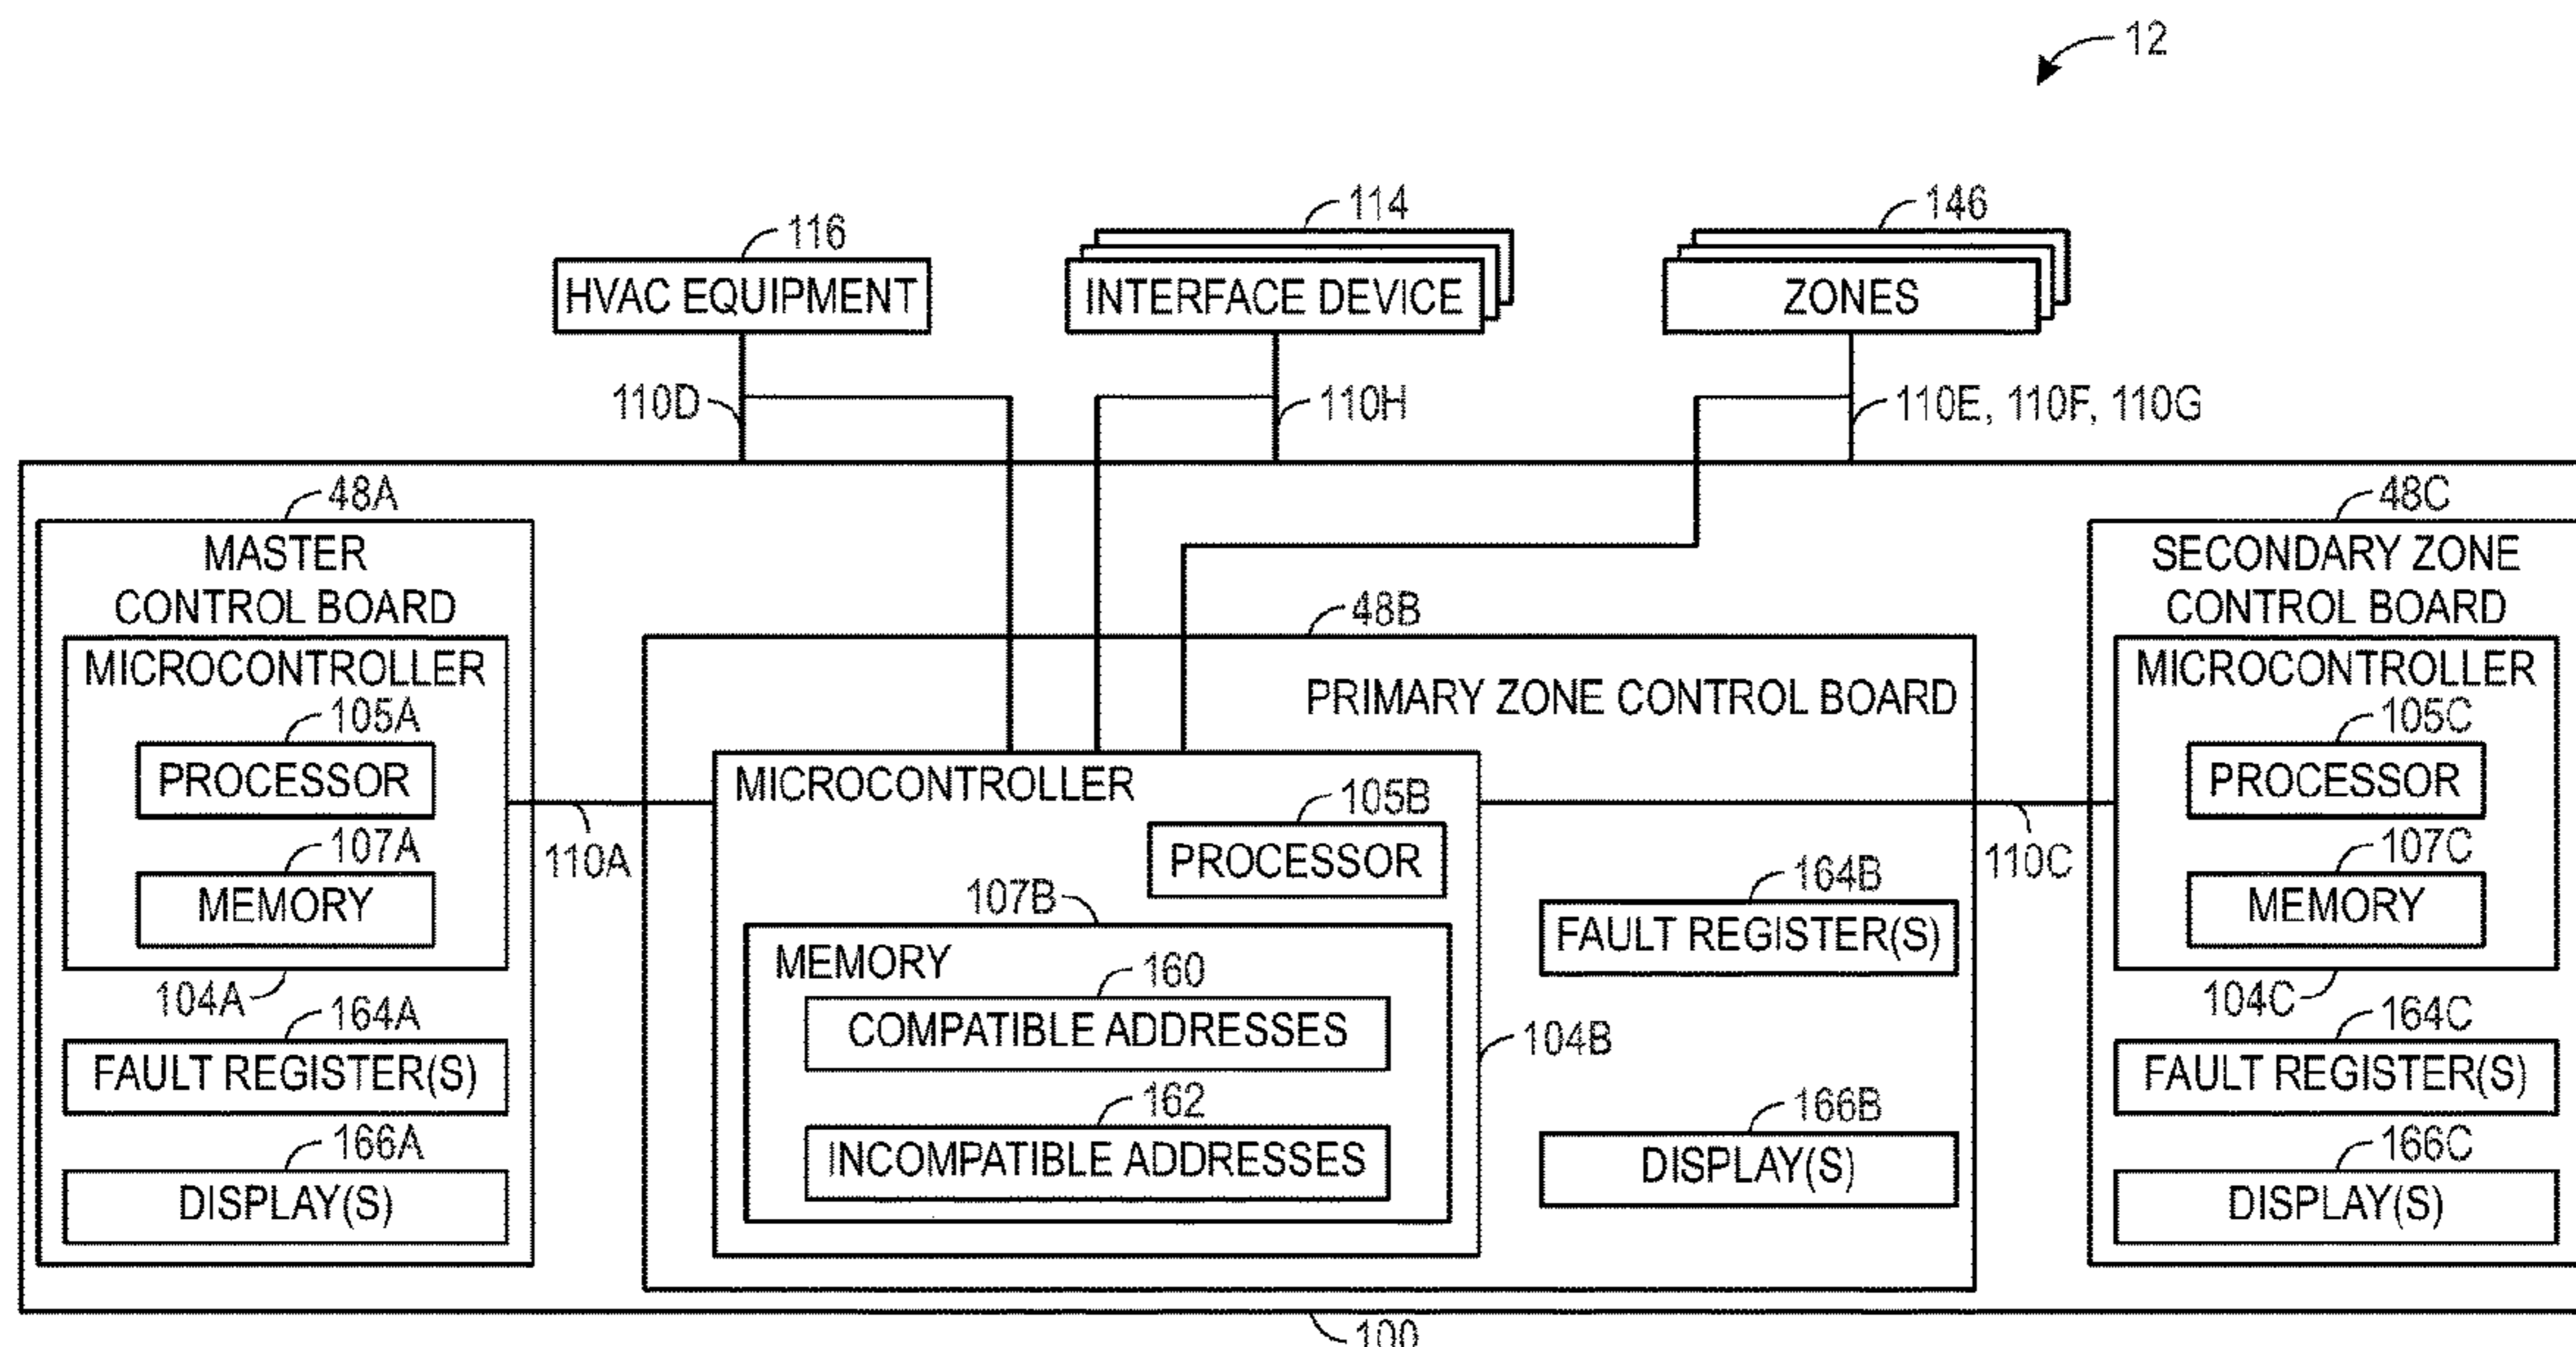 12
116
HVAC EQUIPMENT
114
INTERFACE DEVICE
146
ZONES
110D
110H
110E, 110F, 110G
48A
MASTER
CONTROL BOARD
MICROCONTROLLER
105A
PROCESSOR
107A
MEMORY
104A
164A
FAULT REGISTER(S)
166A
DISPLAY(S)
110A
48B
PRIMARY ZONE CONTROL BOARD
MICROCONTROLLER
105B
PROCESSOR
107B
MEMORY
160
COMPATIBLE ADDRESSES
162
INCOMPATIBLE ADDRESSES
104B
164B
FAULT REGISTER(S)
166B
DISPLAY(S)
110C
48C
SECONDARY ZONE
CONTROL BOARD
MICROCONTROLLER
105C
PROCESSOR
107C
MEMORY
104C
164C
FAULT REGISTER(S)
166C
DISPLAY(S)
100